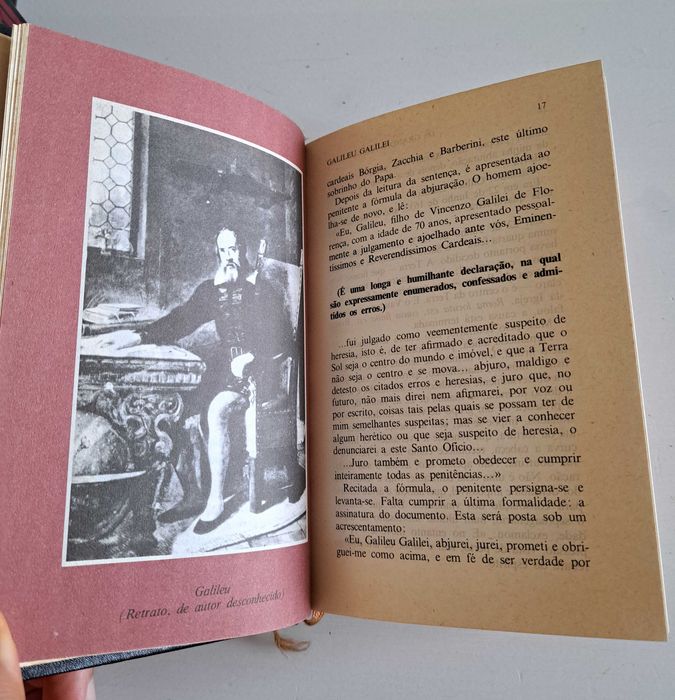 Galileu
(Retrato, de autor desconhecido)
17
GALILEU GALILEI
cardeais Bórgia, Zacchia e Barberini, este último
sobrinho do Papa.
Depois da leitura da sentença, é apresentada ao
penitente a fórmula da abjuração. O homem ajoe-
lha-se de novo, e lê:
«Eu, Galileu, filho de Vincenzo Galilei de Flo-
rença, com a idade de 70 anos, apresentado pessoal-
mente a julgamento e ajoelhado ante vós, Eminen-
tíssimos e Reverendíssimos Cardeais...
(É uma longa e humilhante declaração, na qual
são expressamente enumerados, confessados e admi-
tidos os erros.)
...fui julgado como veementemente suspeito de
heresia, isto é, de ter afirmado e acreditado que o
Sol seja o centro do mundo e imóvel, e que a Terra
não seja o centro e se mova... abjuro, maldigo e
detesto os citados erros e heresias, e juro que, no
futuro, não mais direi nem afirmarei, por voz ou
por escrito, coisas tais pelas quais se possam ter de
mim semelhantes suspeitas; mas se vier a conhecer
algum herético ou que seja suspeito de heresia, o
denunciarei a este Santo Ofício...
...Juro também e prometo obedecer e cumprir
inteiramente todas as penitências...»
Recitada a fórmula, o penitente persigna-se e
levanta-se. Falta cumprir a última formalidade: a
assinatura do documento. Esta será posta sob um
acrescentamento:
«Eu, Galileu Galilei, abjurei, jurei, prometi e obri-
guei-me como acima, e em fé de ser verdade por